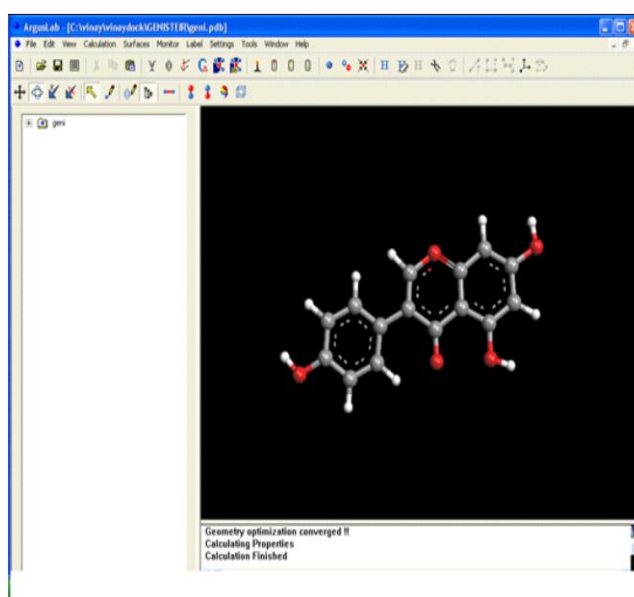 ArgusLab - [C:\vinay\vinaydock\GENISTEIR\geni.pdb]
File Edit View Calculation Surfaces Monitor Label Settings Tools Window Help
geni
Geometry optimization converged !!
Calculating Properties
Calculation Finished